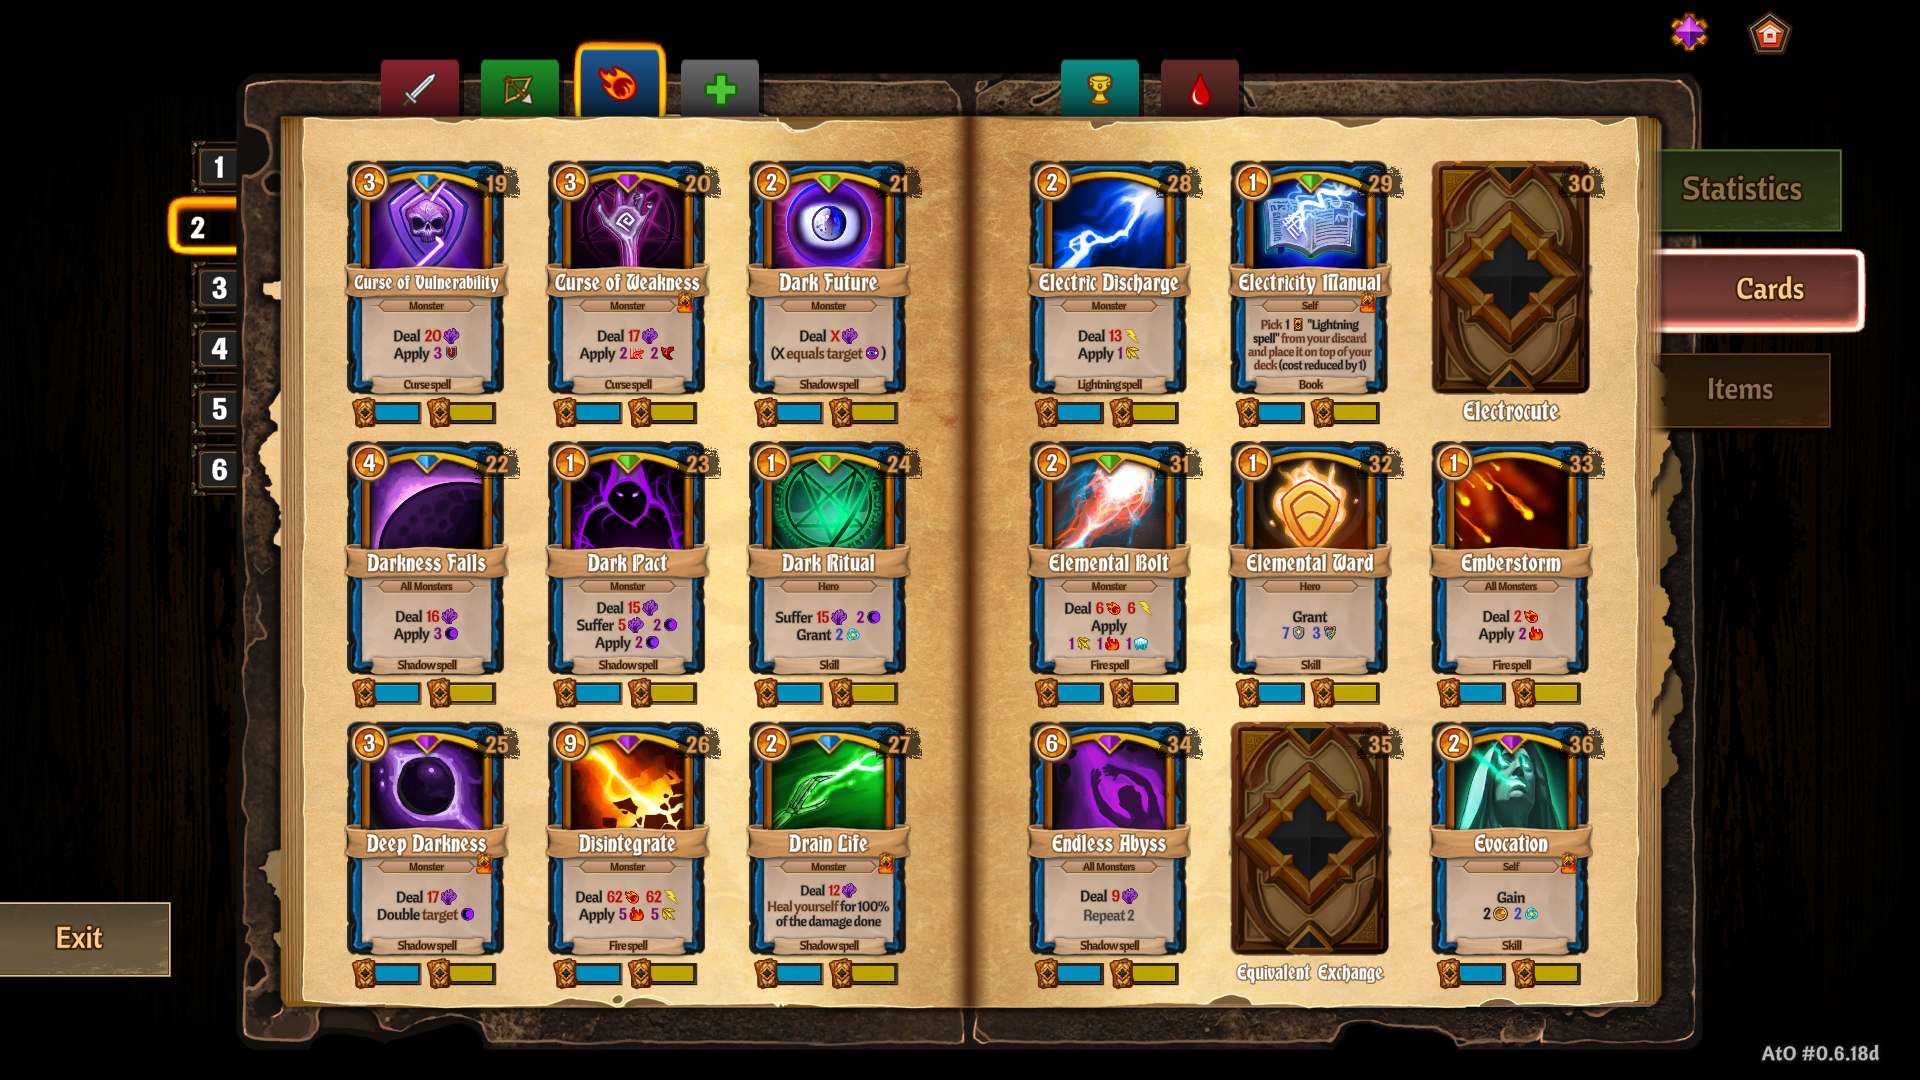 1
2
3
4
5
6
3
19
Curse of Vulnerability
Monster
Deal 20
Apply 3
Curse spell
3
20
Curse of Weakness
Monster
Deal 17
Apply 2 2
Curse spell
2
21
Dark Future
Monster
Deal X
(X equals target )
Shadow spell
2
28
Electric Discharge
Monster
Deal 13
Apply 1
Lightning spell
1
29
Electricity Manual
Self
Pick 1 "Lightning
spell" from your discard
and place it on top of your
deck (cost reduced by 1)
Book
30
Electrocute
4
22
Darkness Falls
All Monsters
Deal 16
Apply 3
Shadow spell
1
23
Dark Pact
Monster
Deal 15
Suffer 5 2
Apply 2
Shadow spell
1
24
Dark Ritual
Hero
Suffer 15 2
Grant 2
Skill
2
31
Elemental Bolt
Monster
Deal 6 6
Apply
1 1 1
Fire spell
1
32
Elemental Ward
Hero
Grant
7 3
Skill
1
33
Emberstorm
All Monsters
Deal 2
Apply 2
Fire spell
3
25
Deep Darkness
Monster
Deal 17
Double target
Shadow spell
9
26
Disintegrate
Monster
Deal 62 62
Apply 5 5
Fire spell
2
27
Drain Life
Monster
Deal 12
Heal yourself for 100%
of the damage done
Shadow spell
6
34
Endless Abyss
All Monsters
Deal 9
Repeat 2
Shadow spell
35
Equivalent Exchange
2
36
Evocation
Self
Gain
2 2
Skill
Statistics
Cards
Items
Exit
AtO #0.6.18d